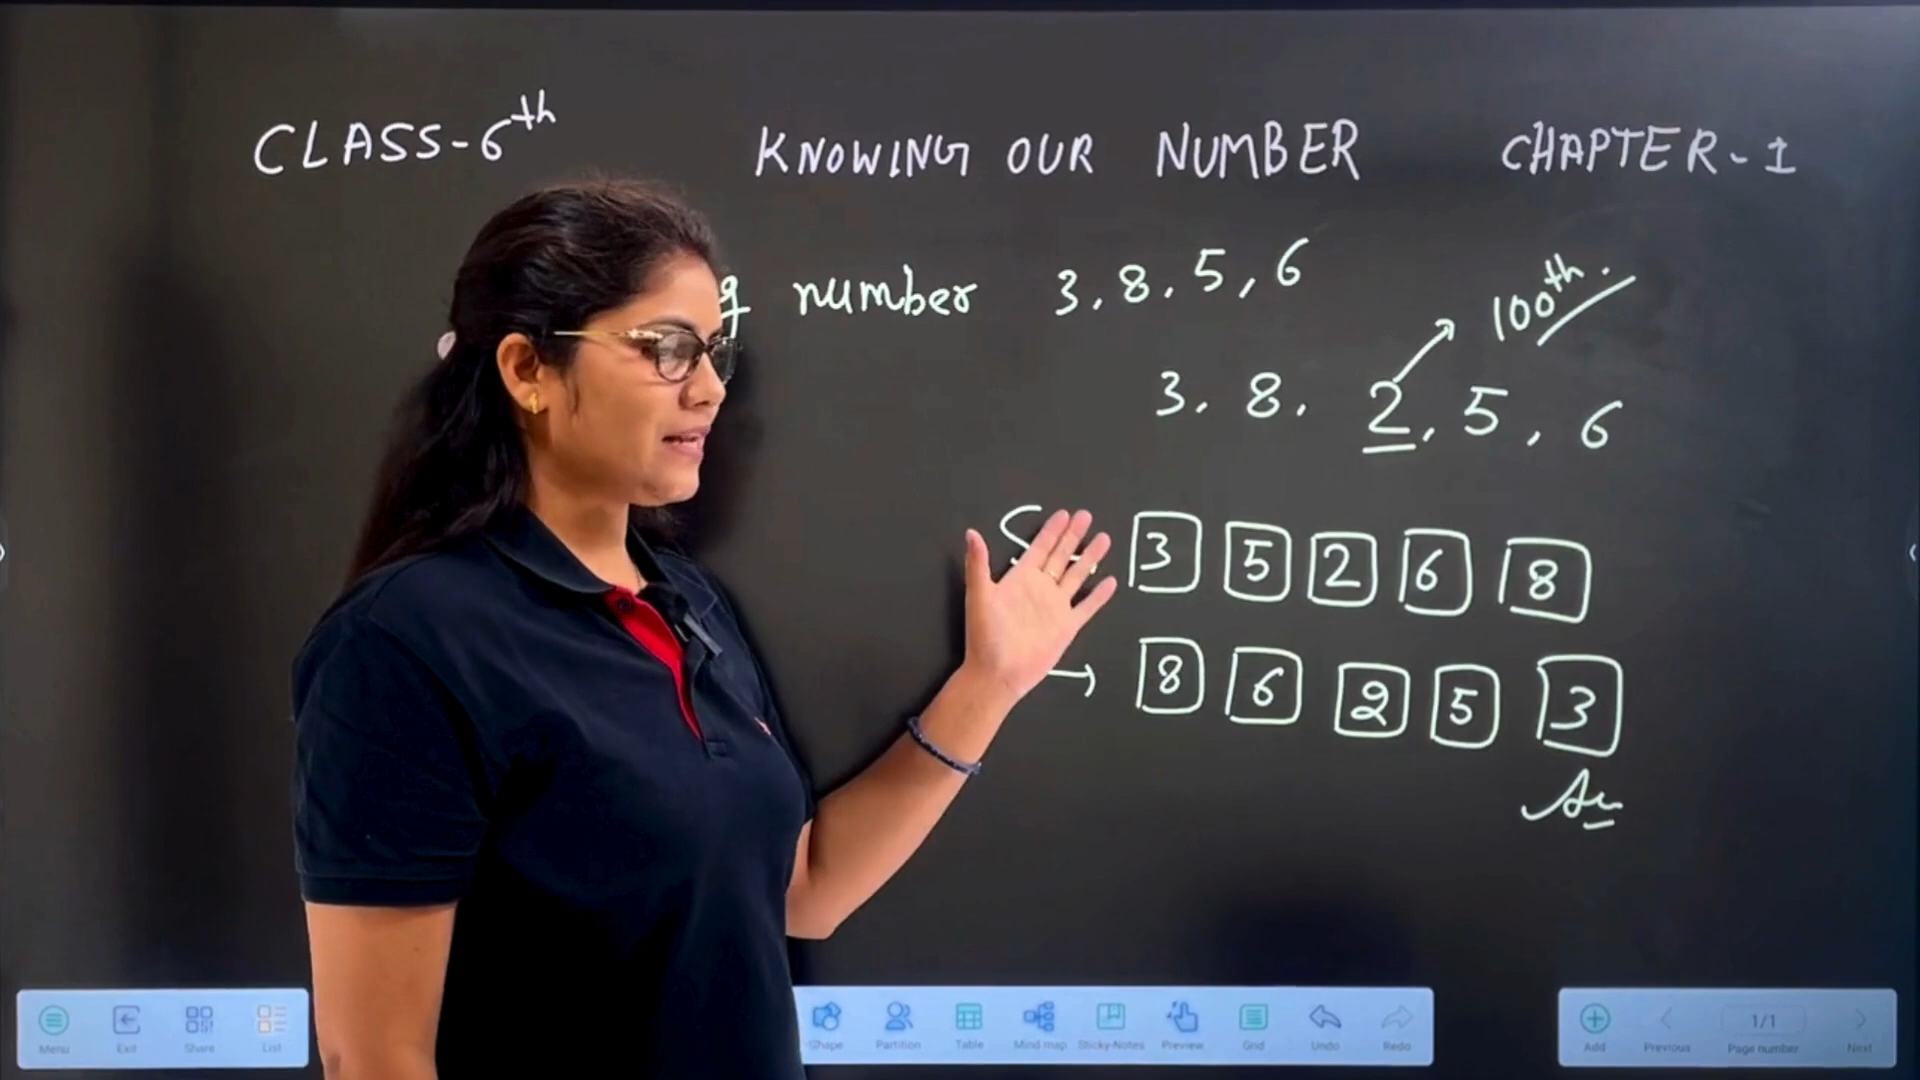 CLASS-6th KNOWING OUR NUMBER CHAPTER-1
number 3, 8, 5, 6
100th.
3, 8, 2, 5, 6
3 5 2 6 8
→ 8 6 2 5 3
Menu Exit Share List Shape Partition Table Mind map Sticky-Notes Preview Grid Undo Redo Add Previous 1/1 Page number Next